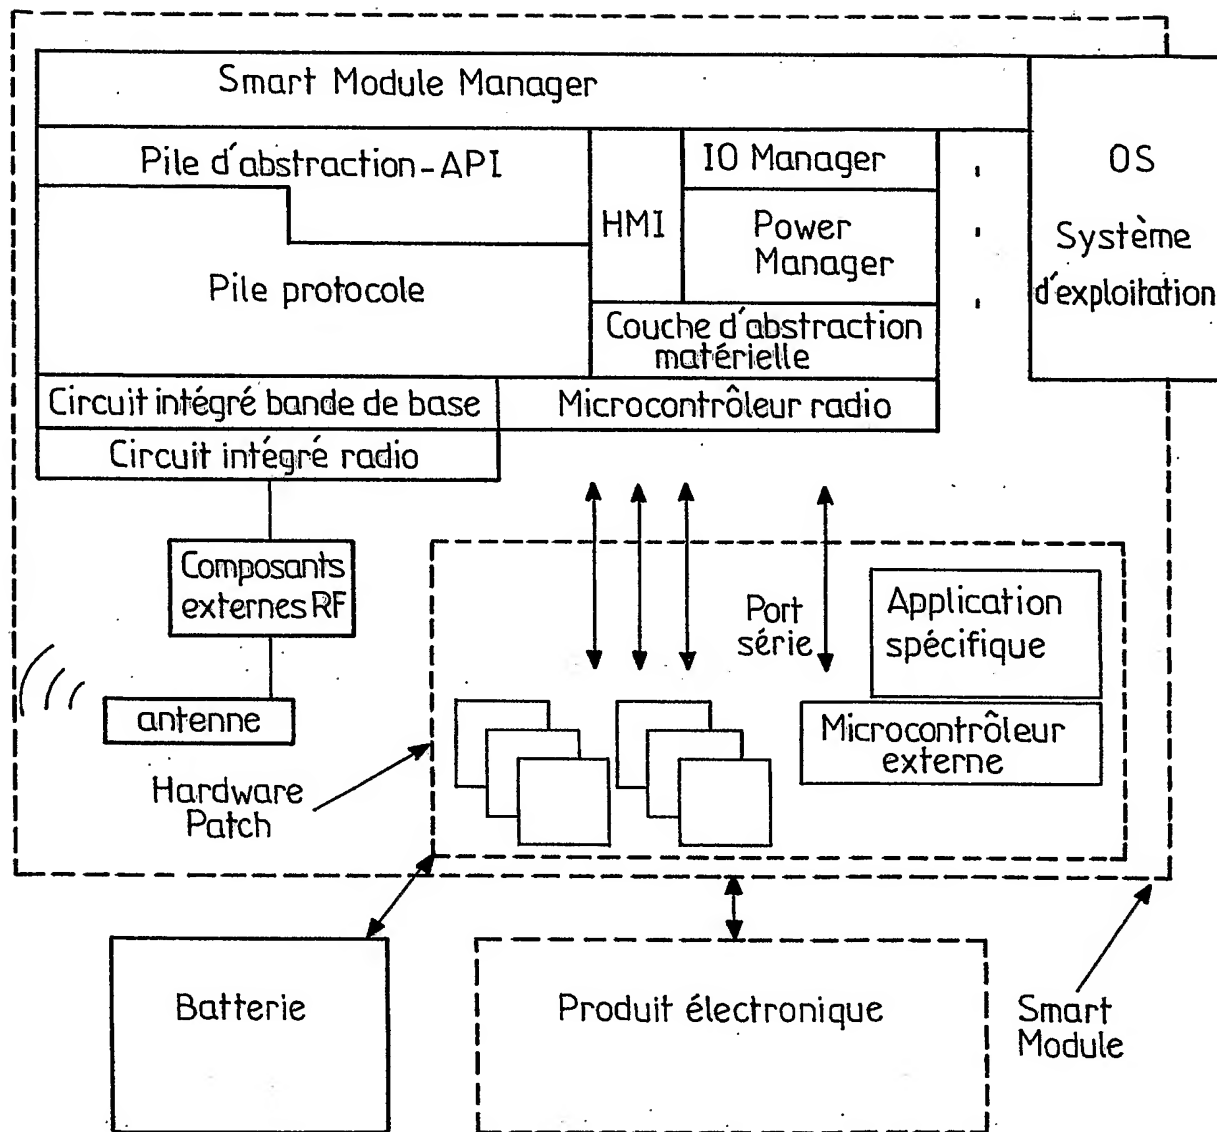 Smart Module Manager
Pile d'abstraction-API
HMI
IO Manager
Power
Manager
OS
Système
d'exploitation
Pile protocole
Couche d'abstraction
matérielle
Circuit intégré bande de base
Microcontrôleur radio
Circuit intégré radio
Composants
externes RF
Port
série
Application
spécifique
antenne
Microcontrôleur
externe
Hardware
Patch
Batterie
Produit électronique
Smart
Module